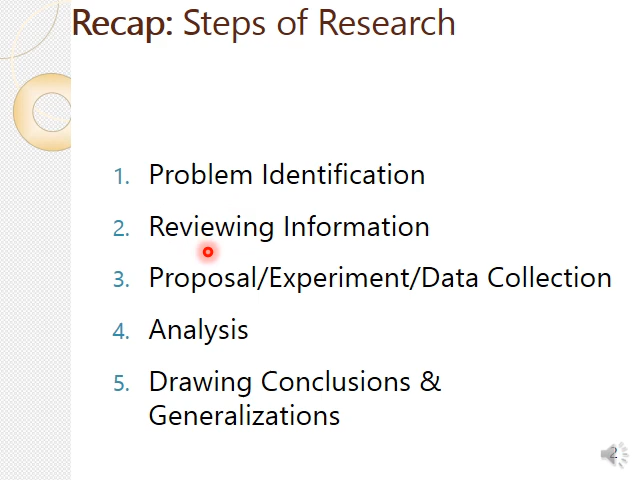 Recap: Steps of Research
1. Problem Identification
2. Reviewing Information
3. Proposal/Experiment/Data Collection
4. Analysis
5. Drawing Conclusions &
Generalizations
2